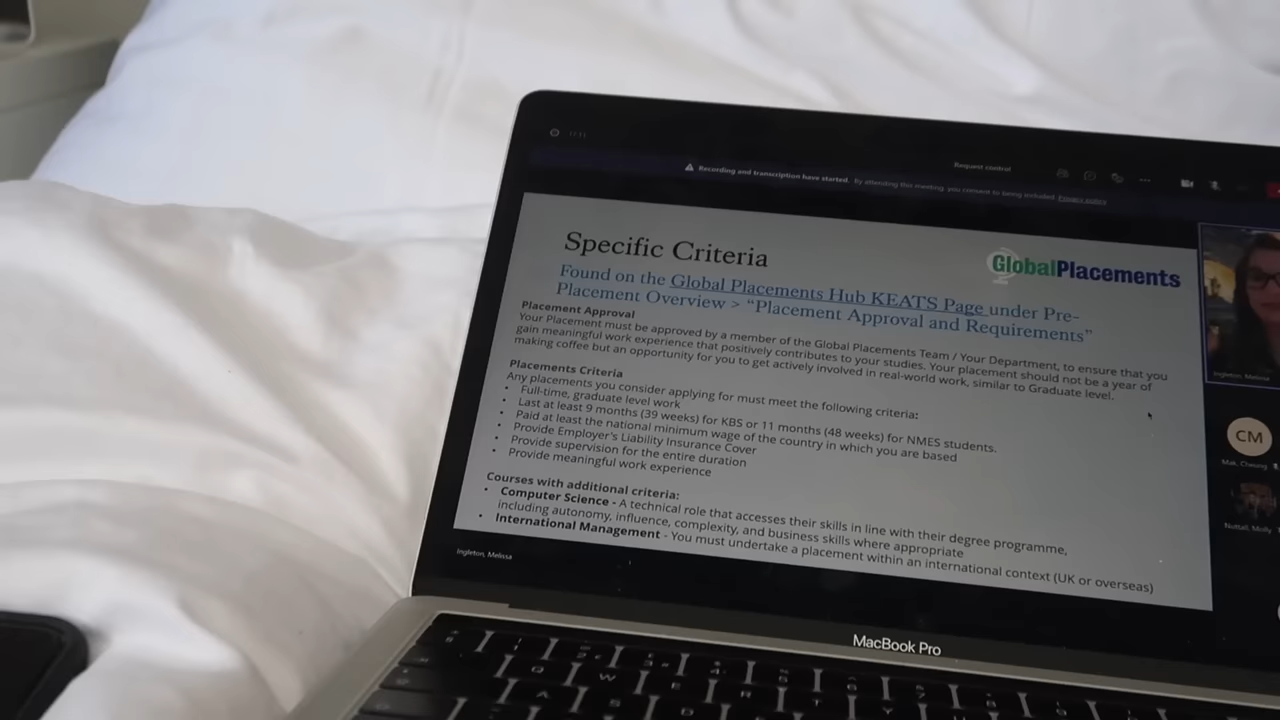 Request control
Recording and transcription have started. By attending this meeting, you consent to being included. Privacy policy
Specific Criteria
GlobalPlacements
Found on the Global Placements Hub KEATS Page under Pre-
Placement Overview > “Placement Approval and Requirements”
Placement Approval
Your Placement must be approved by a member of the Global Placements Team / Your Department, to ensure that you
gain meaningful work experience that positively contributes to your studies. Your placement should not be a year of
making coffee but an opportunity for you to get actively involved in real-world work, similar to Graduate level.
Placements Criteria
Any placements you consider applying for must meet the following criteria:
• Full-time, graduate level work
• Last at least 9 months (39 weeks) for KBS or 11 months (48 weeks) for NMES students.
• Paid at least the national minimum wage of the country in which you are based
• Provide Employer's Liability Insurance Cover
• Provide supervision for the entire duration
• Provide meaningful work experience
Courses with additional criteria:
• Computer Science - A technical role that accesses their skills in line with their degree programme,
including autonomy, influence, complexity, and business skills where appropriate
• International Management - You must undertake a placement within an international context (UK or overseas)
Ingleton, Melissa
Ingleton, Melissa
CM
Mak, Cheung
Nuttall, Molly
MacBook Pro
Q
W
E
R
T
Y
A
S
D